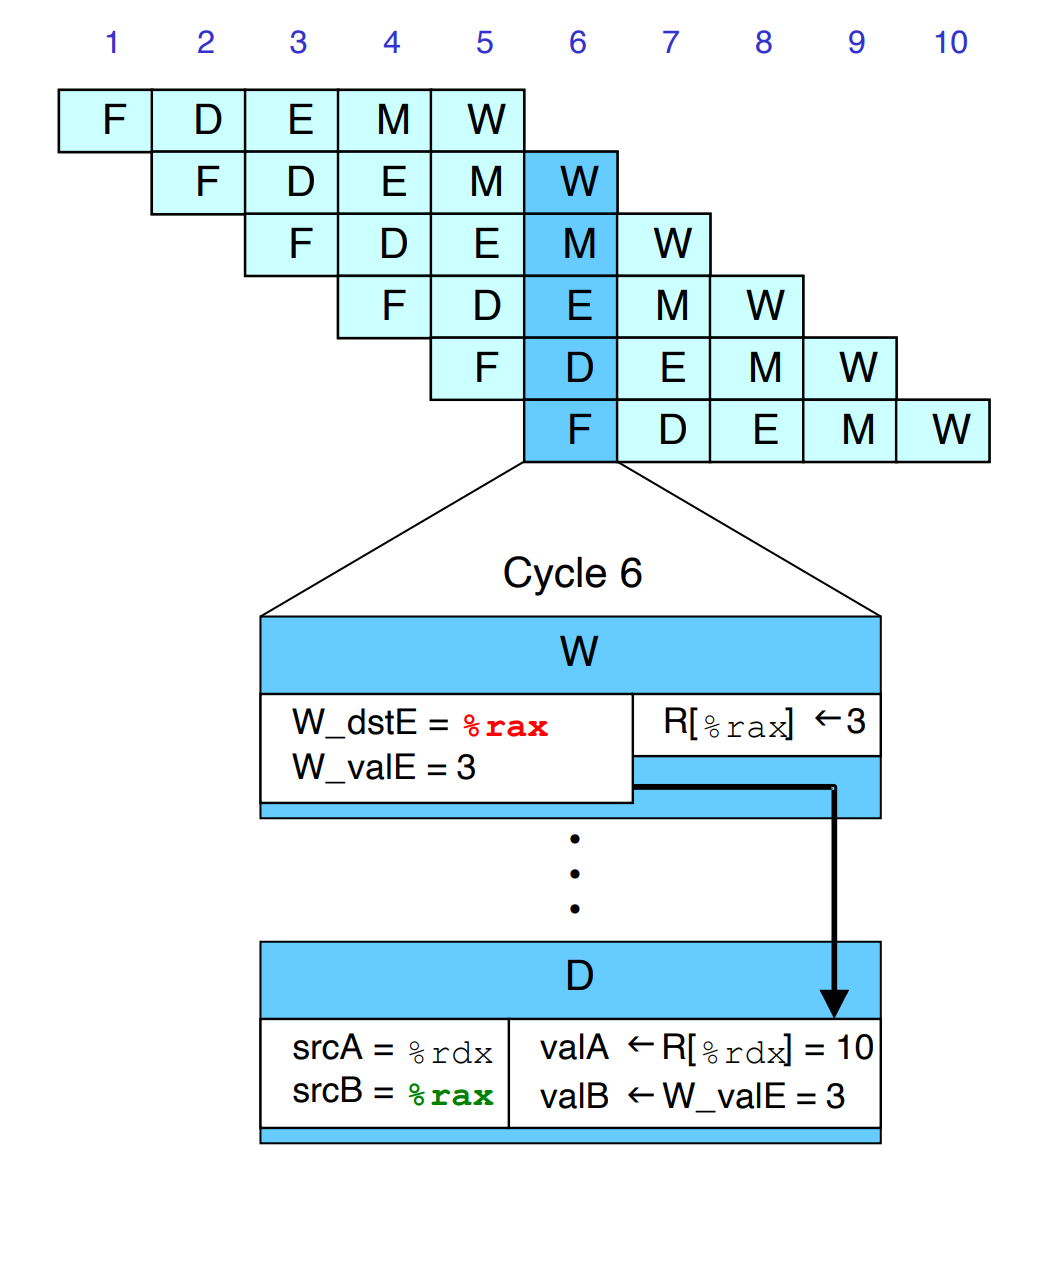 1 2 3 4 5 6 7 8 9 10
F D E M W
F D E M W
F D E M W
F D E M W
F D E M W
F D E M W
Cycle 6
W
W_dstE = %rax
W_valE = 3
R[%rax] ←3
•
•
•
D
srcA = %rdx
srcB = %rax
valA ←R[%rdx] = 10
valB ←W_valE = 3